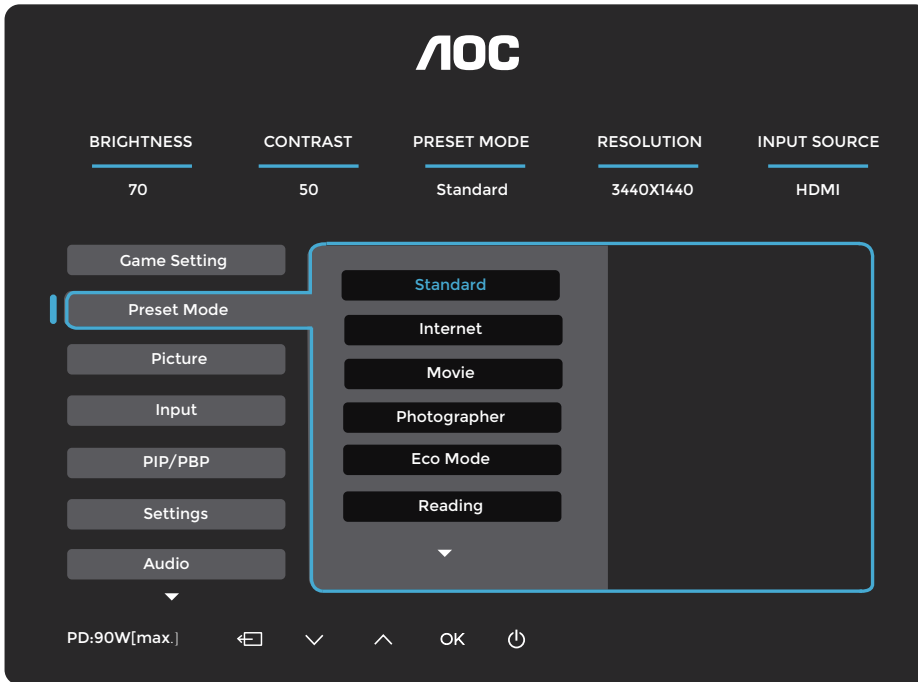 AOC
BRIGHTNESS CONTRAST PRESET MODE RESOLUTION INPUT SOURCE
70 50 Standard 3440X1440 HDMI
Game Setting
Preset Mode
Picture
Input
PIP/PBP
Settings
Audio
Standard
Internet
Movie
Photographer
Eco Mode
Reading
PD:90W[max.]
OK